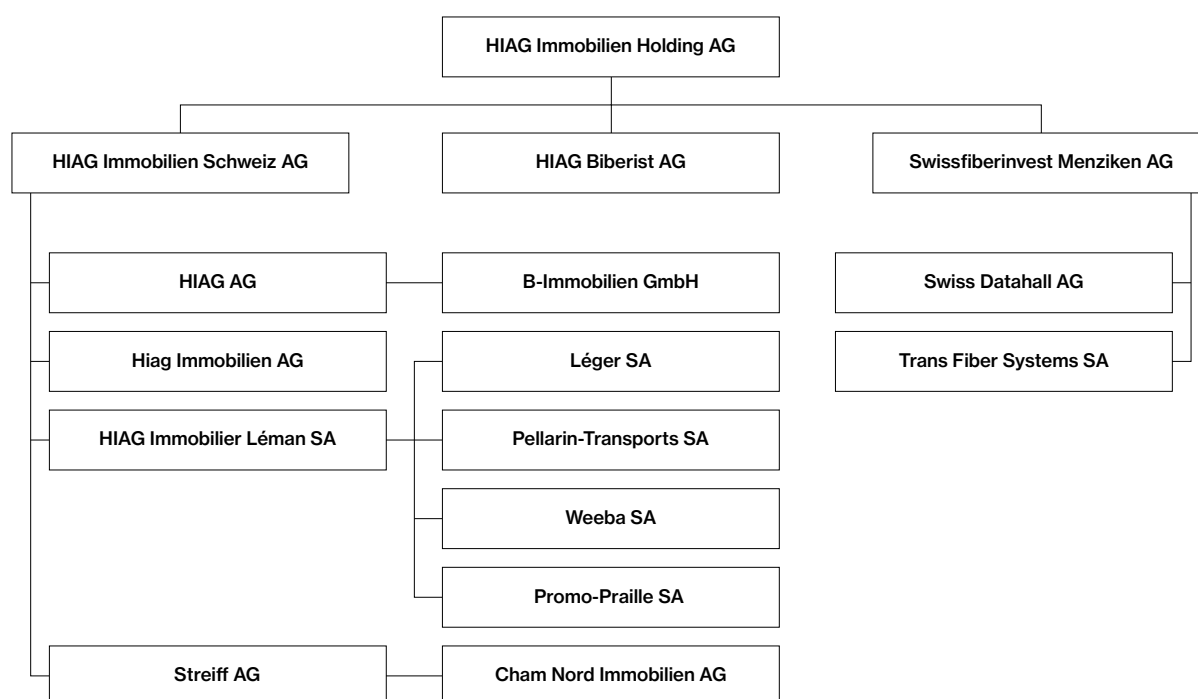 HIAG Immobilien Holding AG
HIAG Immobilien Schweiz AG
HIAG Biberist AG
Swissfiberinvest Menziken AG
HIAG AG
B-Immobilien GmbH
Swiss Datahall AG
Hiag Immobilien AG
Léger SA
Trans Fiber Systems SA
HIAG Immobilier Léman SA
Pellarin-Transports SA
Weeba SA
Promo-Praille SA
Streiff AG
Cham Nord Immobilien AG